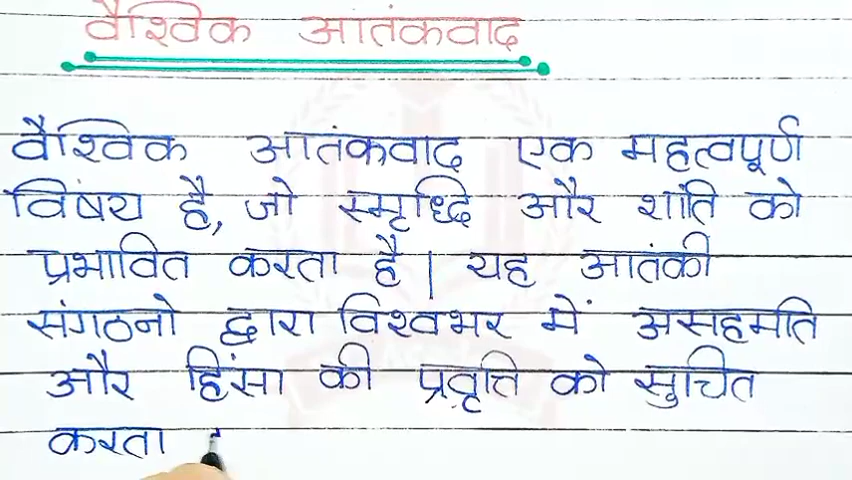 वैश्विक आतंकवाद
वैश्विक आतंकवाद एक महत्वपूर्ण
विषय है, जो स्मृध्दि और शांति को
प्रभावित करता है। यह आतंकी
संगठनो द्वारा विश्वभर में असहमति
और हिंसा की प्रवृत्ति को सुचित
करता